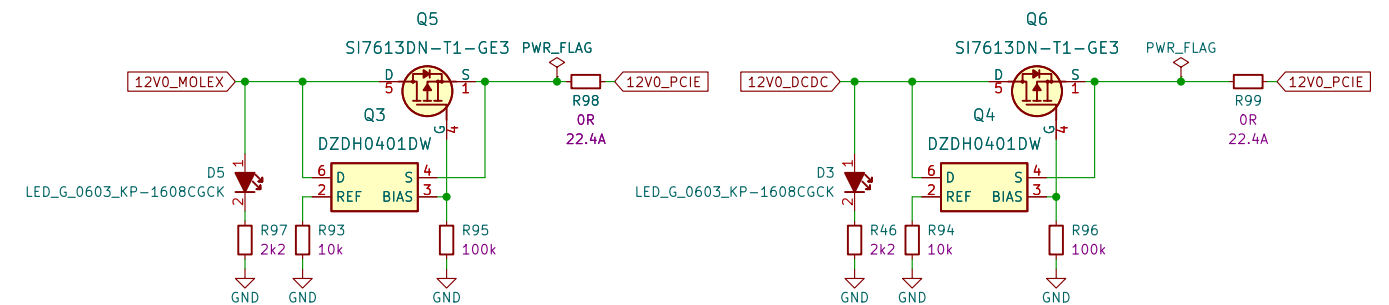 Q5
SI7613DN-T1-GE3
PWR_FLAG
12V0_MOLEX
D
5
S
1
12V0_PCIE
R98
0R
22.4A
G
4
Q3
DZDH0401DW
D5
LED_G_0603_KP-1608CGCK
1
2
6
D
S
4
2
REF
BIAS
3
R97
2k2
R93
10k
R95
100k
GND
GND
GND
Q6
SI7613DN-T1-GE3
PWR_FLAG
12V0_DCDC
D
5
S
1
12V0_PCIE
R99
0R
22.4A
G
4
Q4
DZDH0401DW
D3
LED_G_0603_KP-1608CGCK
1
2
6
D
S
4
2
REF
BIAS
3
R46
2k2
R94
10k
R96
100k
GND
GND
GND